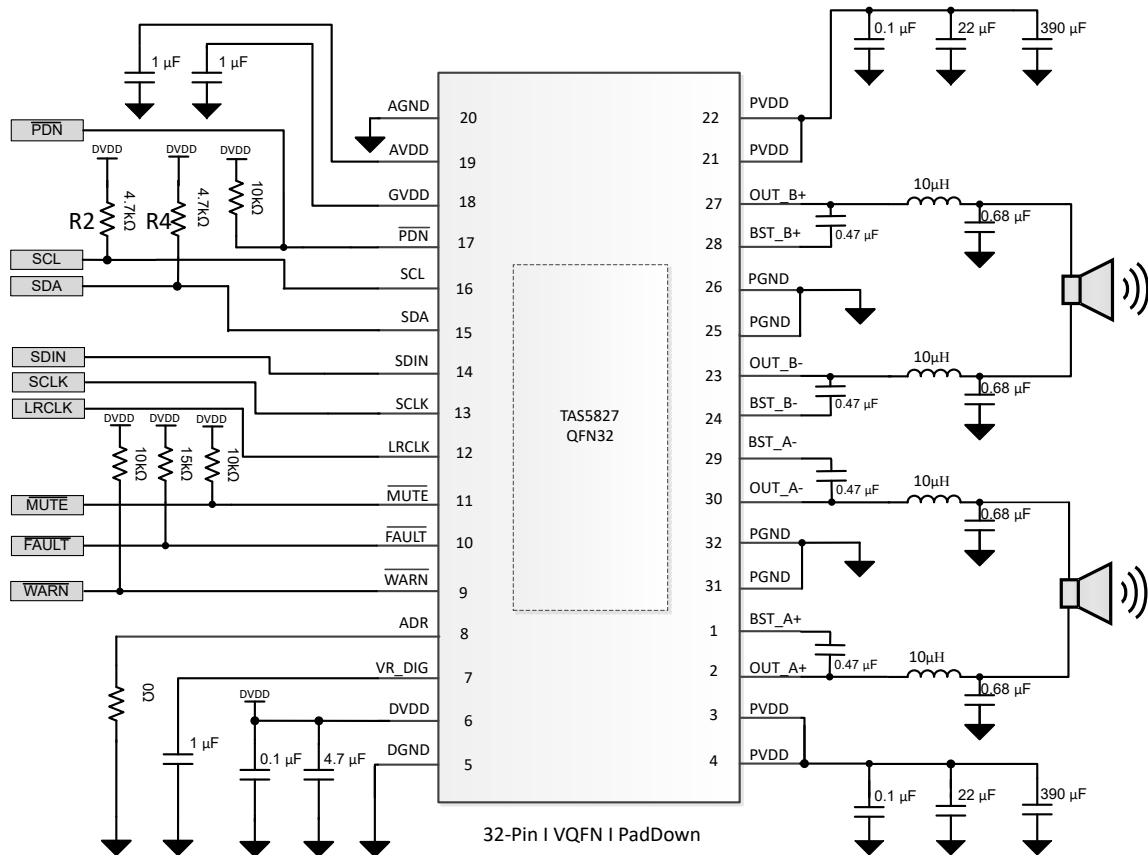 0.1 µF
22 µF
390 µF
1 µF
1 µF
AGND
20
22
PVDD
PDN
AVDD
19
21
PVDD
DVDD
DVDD
DVDD
10kΩ
4.7kΩ
4.7kΩ
R2
R4
GVDD
18
27
OUT_B+
10µH
0.68 µF
0.47 µF
PDN
17
28
BST_B+
SCL
SCL
16
26
PGND
SDA
SDA
15
25
PGND
SDIN
SDIN
14
23
OUT_B-
10µH
0.68 µF
0.47 µF
SCLK
SCLK
13
24
BST_B-
TAS5827
QFN32
LRCLK
LRCLK
12
29
BST_A-
DVDD
DVDD
DVDD
10kΩ
15kΩ
10kΩ
0.47 µF
MUTE
MUTE
11
30
OUT_A-
10µH
0.68 µF
FAULT
FAULT
10
32
PGND
WARN
WARN
9
31
PGND
ADR
8
1
BST_A+
0.47 µF
VR_DIG
7
2
OUT_A+
10µH
0.68 µF
0Ω
DVDD
DVDD
6
3
PVDD
1 µF
0.1 µF
4.7 µF
DGND
5
4
PVDD
0.1 µF
22 µF
390 µF
32-Pin I VQFN I PadDown